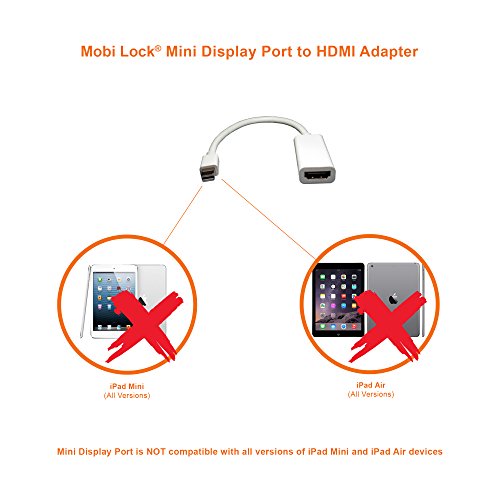 Mobi Lock® Mini Display Port to HDMI Adapter
iPad Mini
(All Versions)
iPad Air
(All Versions)
Mini Display Port is NOT compatible with all versions of iPad Mini and iPad Air devices